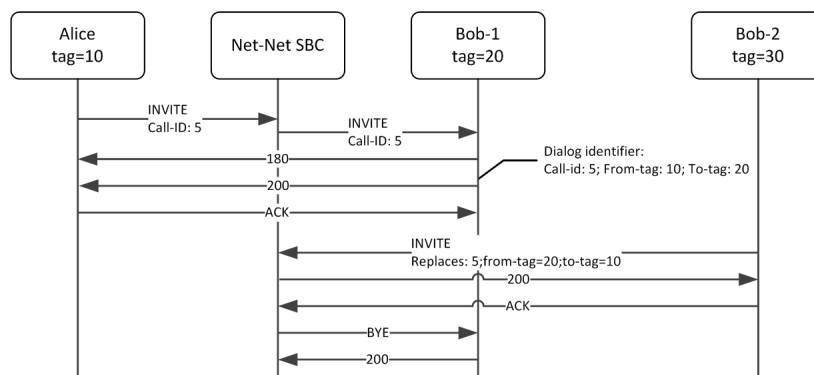 Alice
tag=10
Net-Net SBC
Bob-1
tag=20
Bob-2
tag=30
INVITE
Call-ID: 5
INVITE
Call-ID: 5
180
Dialog identifier:
Call-id: 5; From-tag: 10; To-tag: 20
200
ACK
INVITE
Replaces: 5;from-tag=20;to-tag=10
200
ACK
BYE
200